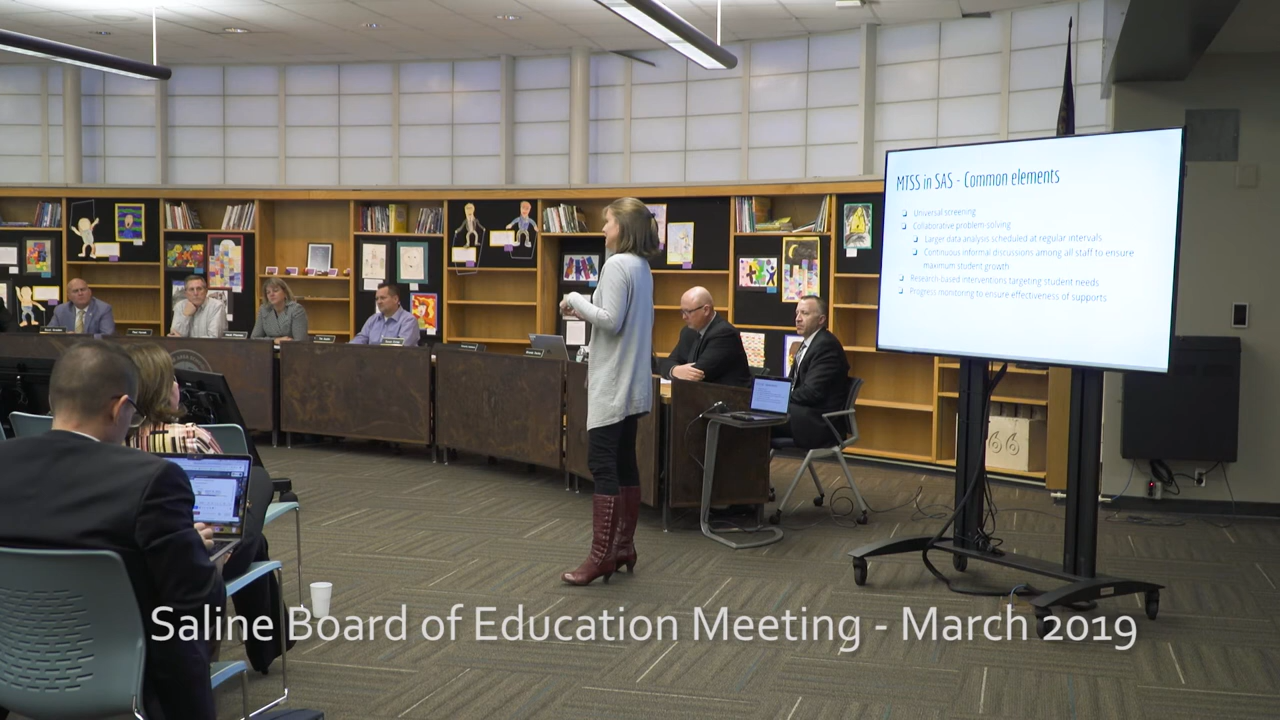 MTSS in SAS - Common elements
Universal screening
Collaborative problem solving
Larger data analysis scheduled at regular intervals
Continuous informal discussions among all staff to ensure
maximum student growth
Research-based interventions targeting student needs
Progress monitoring to ensure effectiveness of supports
66
Saline Board of Education Meeting - March 2019